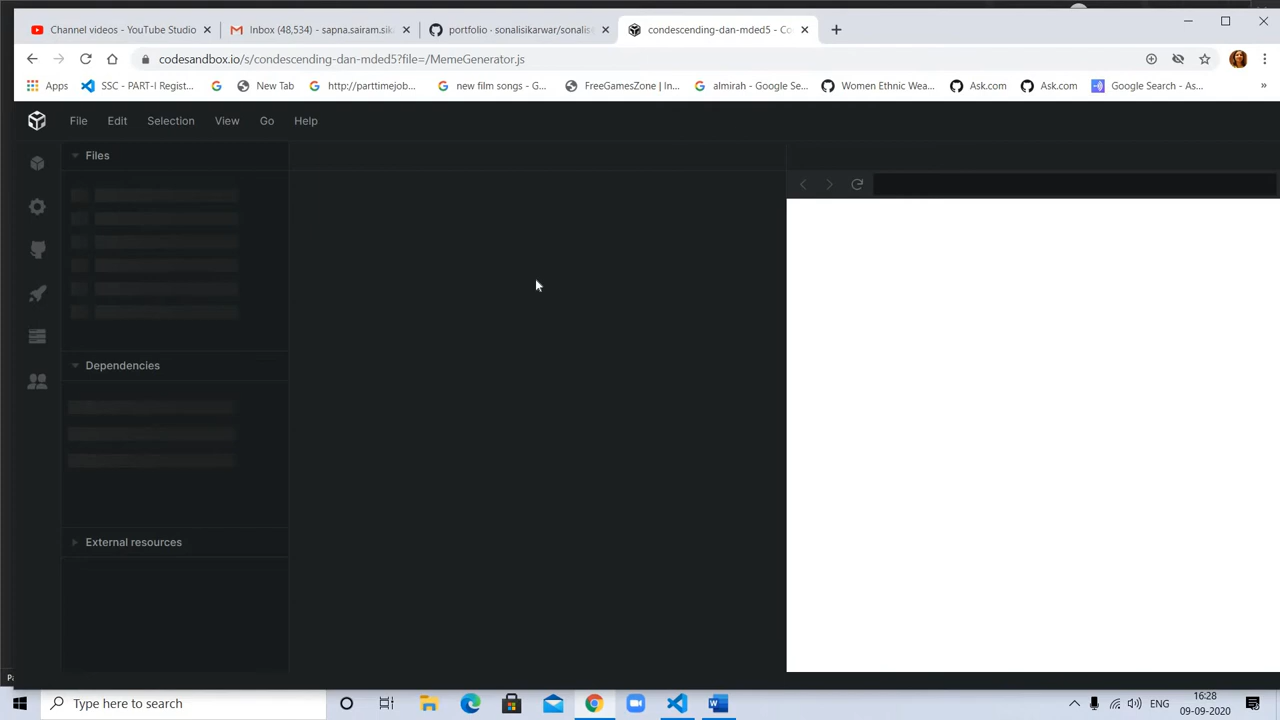 Channel videos - YouTube Studio
Inbox (48,534) - sapna.sairam.sik
portfolio · sonalisikarwar/sonalis
condescending-dan-mded5 - Co
codesandbox.io/s/condescending-dan-mded5?file=/MemeGenerator.js
Apps
SSC - PART-I Regist...
New Tab
http://parttimejob...
new film songs - G...
FreeGamesZone | In...
almirah - Google Se...
Women Ethnic Wea...
Ask.com
Ask.com
Google Search - As...
»
File
Edit
Selection
View
Go
Help
Files
Dependencies
External resources
Type here to search
ENG
16:28
09-09-2020